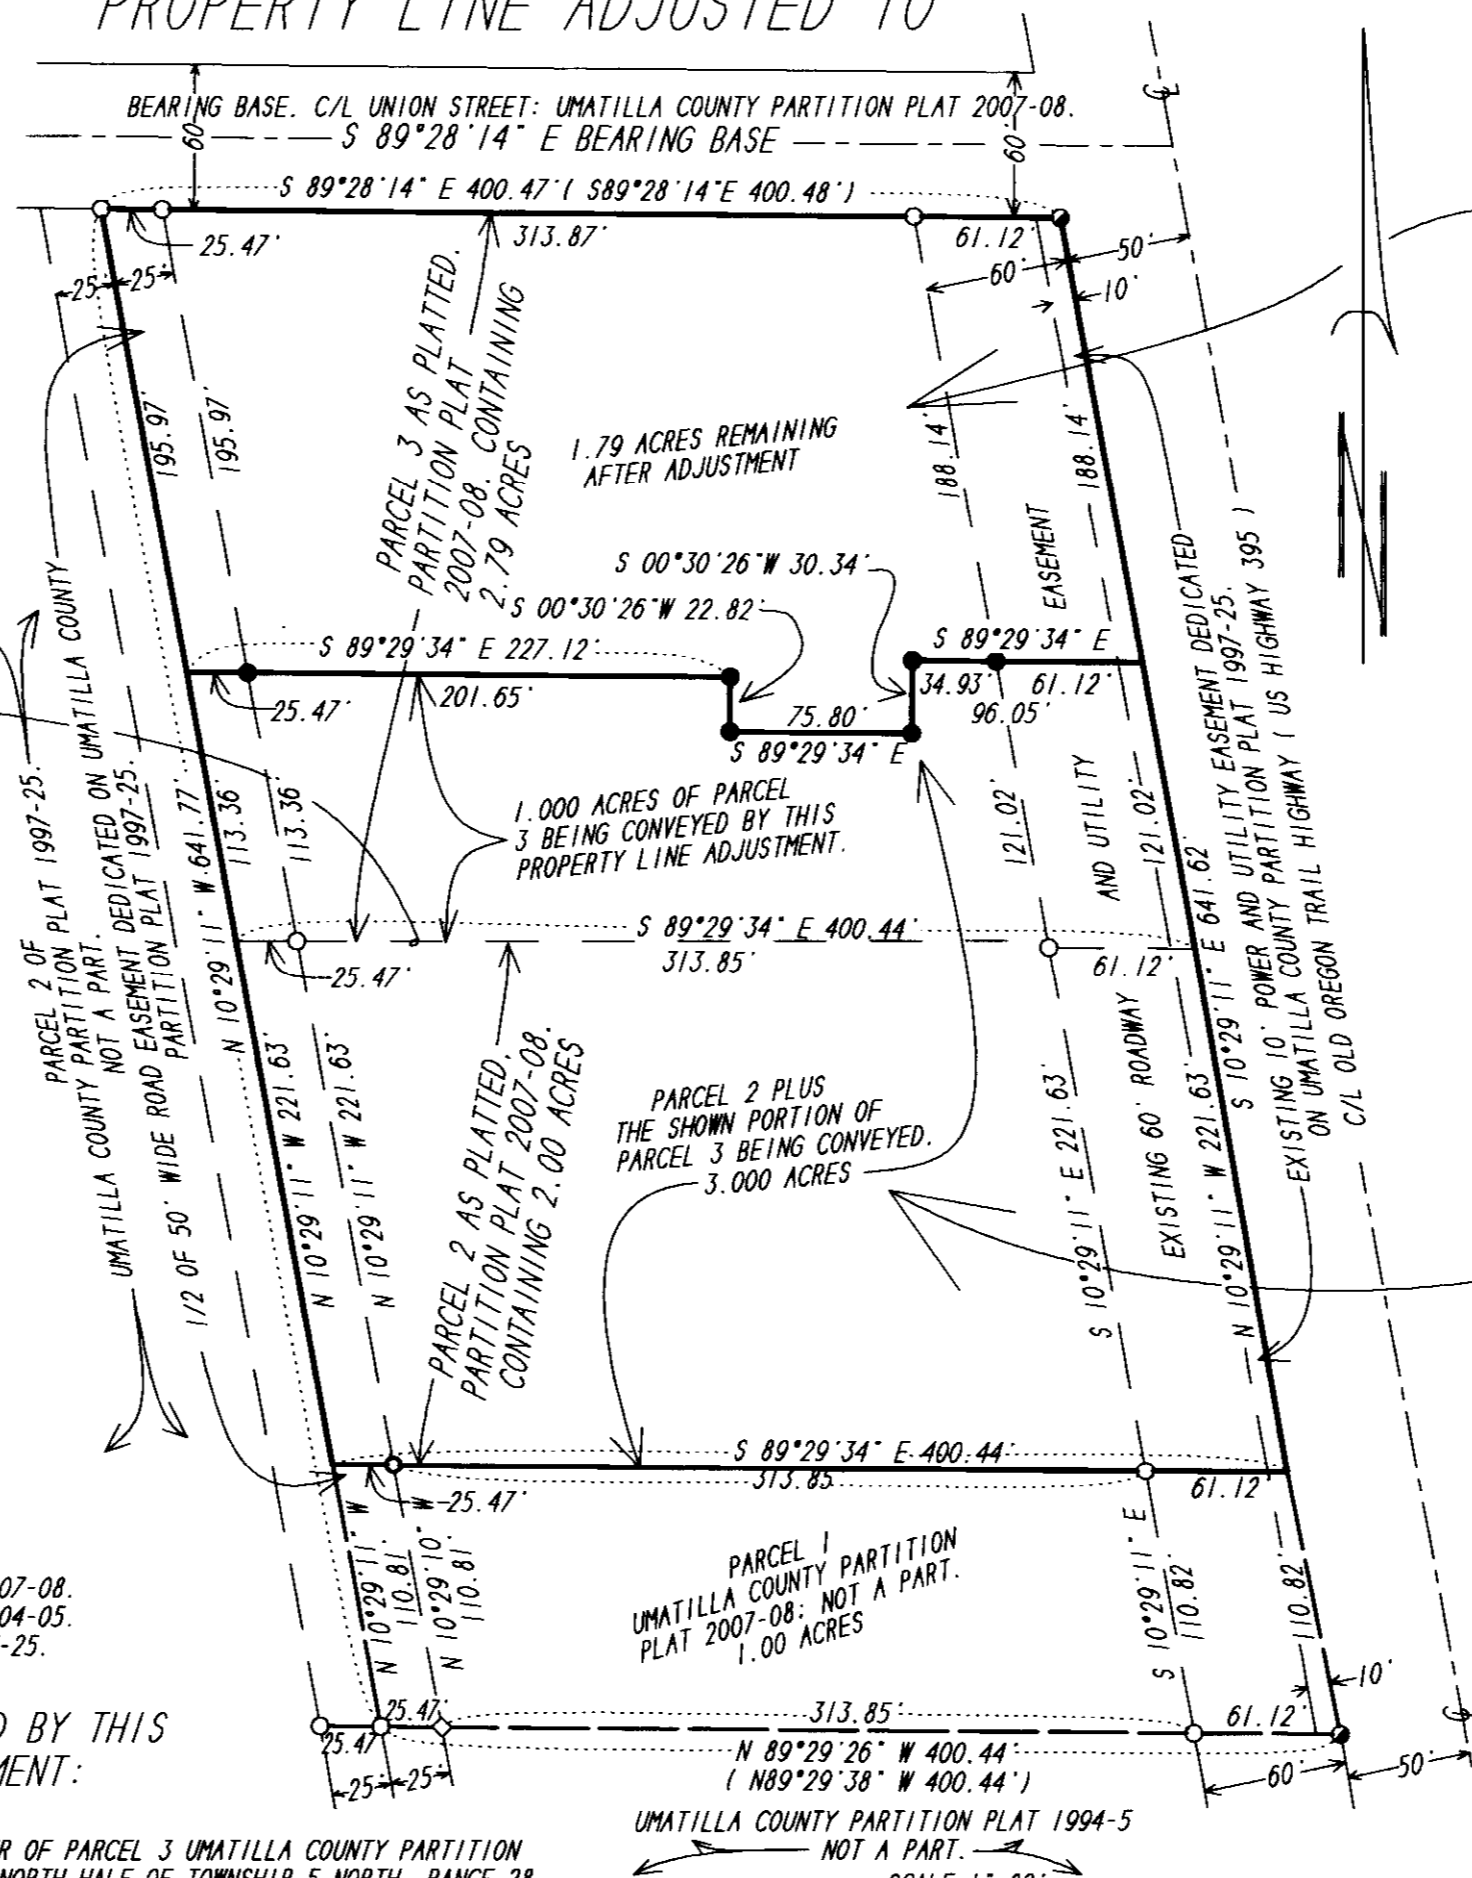 PROPERTY LINE ADJUSTED TO
BEARING BASE. C/L UNION STREET: UMATILLA COUNTY PARTITION PLAT 2007-08.
S 89°28'14" E BEARING BASE
60'
60'
S 89°28'14" E 400.47' ( S89°28'14"E 400.48' )
25.47'
313.87'
61.12'
25'
25'
60'
50'
10'
195.97'
195.97'
PARCEL 3 AS PLATTED.
PARTITION PLAT
2007-08. CONTAINING
2.79 ACRES
1.79 ACRES REMAINING
AFTER ADJUSTMENT
188.14'
188.14'
S 00°30'26"W 30.34'
S 00°30'26"W 22.82'
S 89°29'34" E 227.12'
S 89°29'34" E
25.47'
201.65'
75.80'
S 89°29'34" E
34.93'
61.12'
96.05'
1.000 ACRES OF PARCEL
3 BEING CONVEYED BY THIS
PROPERTY LINE ADJUSTMENT.
113.36'
113.36'
121.02'
121.02'
S 89°29'34" E 400.44'
25.47'
313.85'
61.12'
PARCEL 2 OF
UMATILLA COUNTY PARTITION PLAT 1997-25.
NOT A PART.
1/2 OF 50' WIDE ROAD EASEMENT DEDICATED ON UMATILLA COUNTY
PARTITION PLAT 1997-25.
N 10°29'11" W 641.77'
N 10°29'11" W 221.63'
N 10°29'11" W 221.63'
PARCEL 2 AS PLATTED,
PARTITION PLAT 2007-08.
CONTAINING 2.00 ACRES
PARCEL 2 PLUS
THE SHOWN PORTION OF
PARCEL 3 BEING CONVEYED.
3.000 ACRES
S 10°29'11" E 221.63'
EXISTING 60' ROADWAY AND UTILITY EASEMENT
N 10°29'11" W 221.63'
S 10°29'11" E 641.62'
EXISTING 10' POWER AND UTILITY EASEMENT DEDICATED
ON UMATILLA COUNTY PARTITION PLAT 1997-25.
C/L OLD OREGON TRAIL HIGHWAY ( US HIGHWAY 395 )
S 89°29'34" E 400.44'
313.85
25.47'
61.12'
N 10°29'11" W
110.81'
N 10°29'10" W
110.81'
PARCEL 1
UMATILLA COUNTY PARTITION
PLAT 2007-08; NOT A PART.
1.00 ACRES
S 10°29'11" E
110.82'
110.82'
10'
07-08.
04-05.
-25.
D BY THIS
MENT:
25.47'
25.47'
313.85'
61.12'
N 89°29'26" W 400.44'
( N89°29'38" W 400.44')
25'
25'
60'
50'
UMATILLA COUNTY PARTITION PLAT 1994-5
NOT A PART.
R OF PARCEL 3 UMATILLA COUNTY PARTITION
NORTH HALF OF TOWNSHIP 5 NORTH, RANGE 28